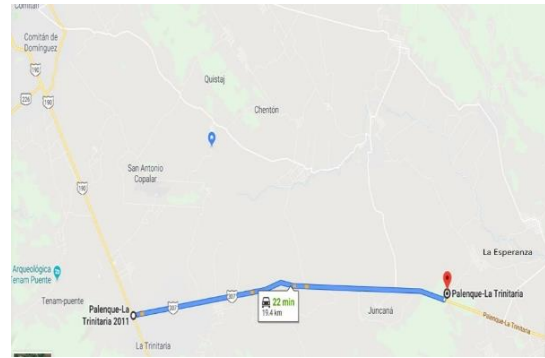 Comitán
Comitán de
Domínguez
190
226
190
Quistaj
Chentón
San Antonio
Copalar
190
Arqueológica
Tenam Puente
Tenam-puente
Palenque-La
Trinitaria 2011
307
307
22 min
19.4 km
La Trinitaria
Juncaná
La Esperanza
Palenque-La Trinitaria
Palenque-La Trinitaria